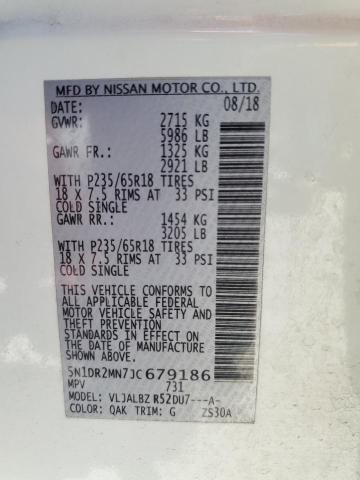 MFD BY NISSAN MOTOR CO., LTD.
DATE: 08/18
GVWR: 2715 KG
5986 LB
GAWR FR.: 1325 KG
2921 LB
WITH P235/65R18 TIRES
18 X 7.5 RIMS AT 33 PSI
COLD SINGLE
GAWR RR.: 1454 KG
3205 LB
WITH P235/65R18 TIRES
18 X 7.5 RIMS AT 33 PSI
COLD SINGLE
THIS VEHICLE CONFORMS TO
ALL APPLICABLE FEDERAL
MOTOR VEHICLE SAFETY AND
THEFT PREVENTION
STANDARDS IN EFFECT ON
THE DATE OF MANUFACTURE
SHOWN ABOVE.
5N1DR2MN7JC679186
MPV 731
MODEL: VLJALBZ R52DU7---A-
COLOR: QAK TRIM: G ZS30A